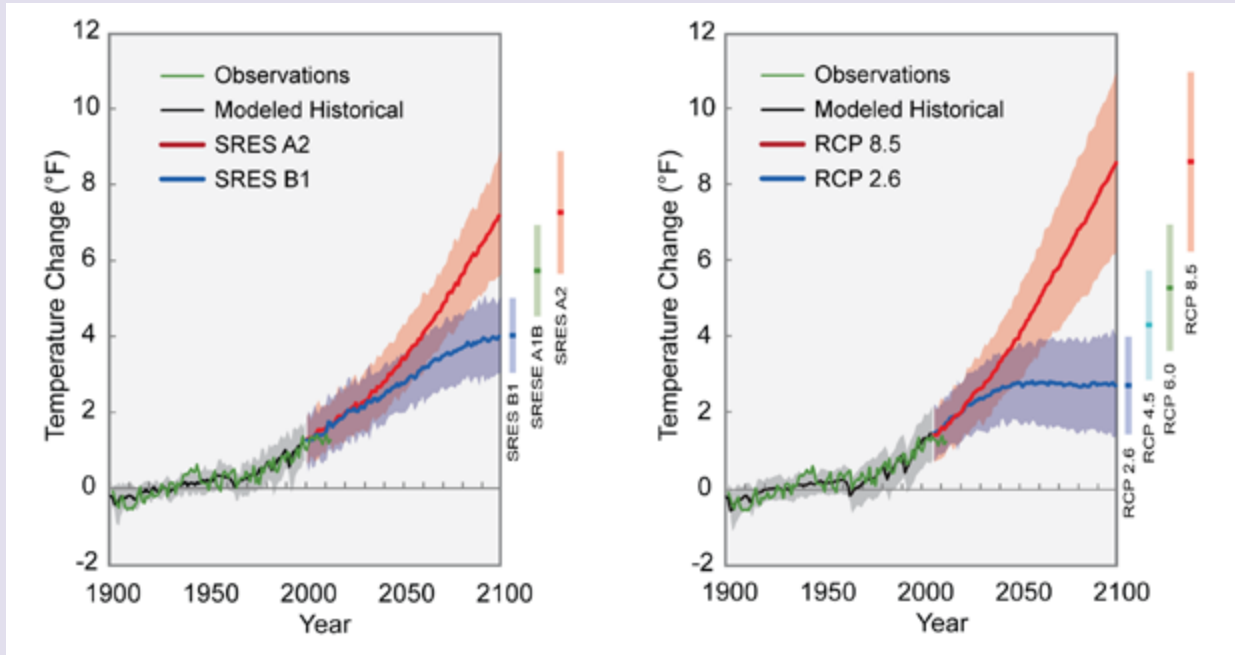 12
10
8
6
4
2
0
-2
Temperature Change (°F)
Observations
Modeled Historical
SRES A2
SRES B1
1900
1950
2000
2050
2100
Year
SRES B1
SRESE A1B
SRES A2
12
10
8
6
4
2
0
-2
Temperature Change (°F)
Observations
Modeled Historical
RCP 8.5
RCP 2.6
1900
1950
2000
2050
2100
Year
RCP 2.6
RCP 4.5
RCP 6.0
RCP 8.5